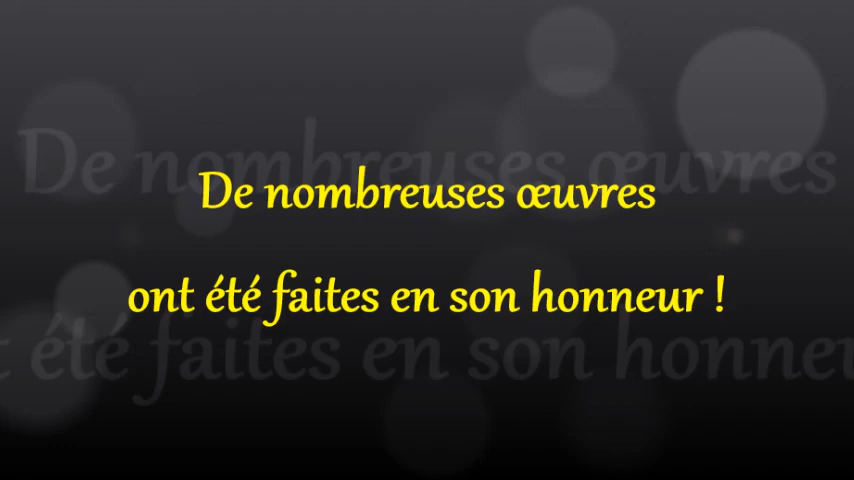 De nombreuses œuvres
ont été faites en son honneur !